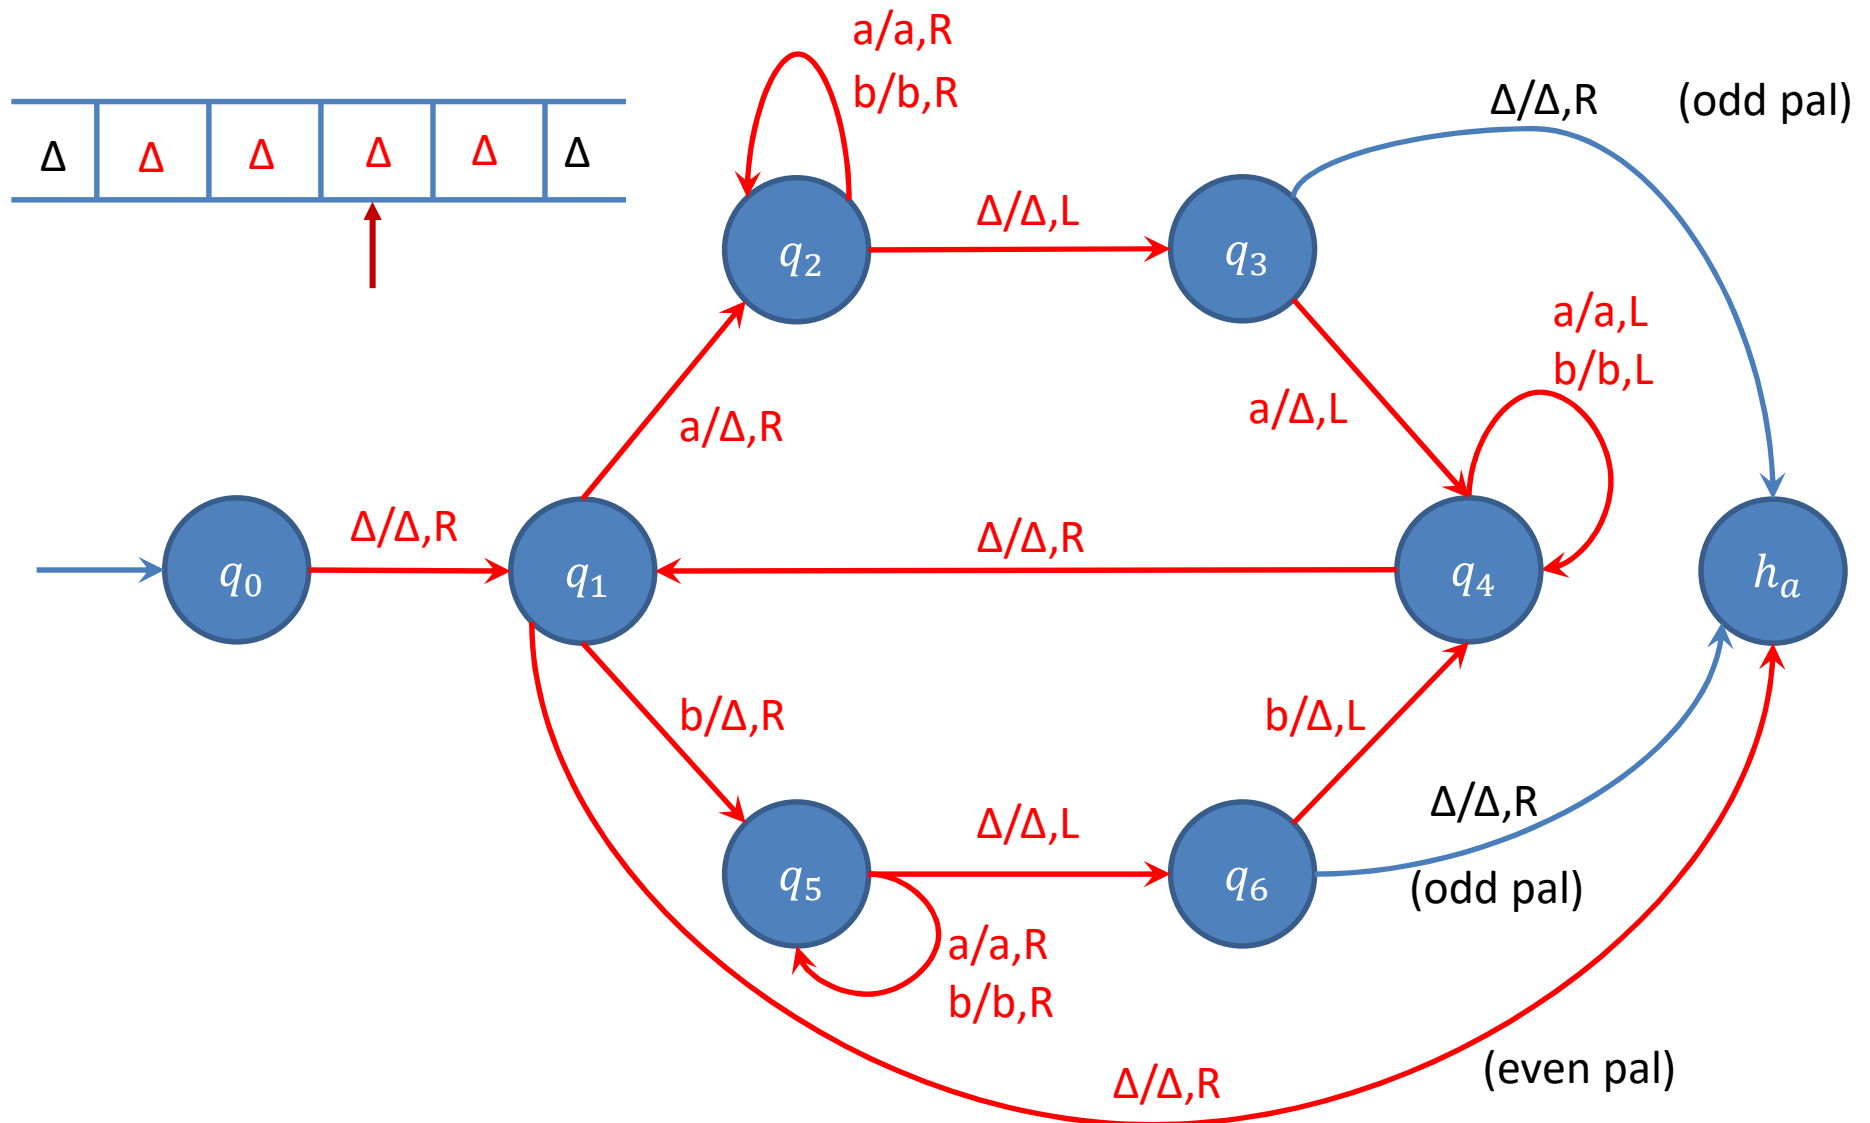 a/a,R
b/b,R
Δ/Δ,R (odd pal)
Δ Δ Δ Δ Δ Δ
Δ/Δ,L
q₂ q₃
a/a,L
b/b,L
a/Δ,R a/Δ,L
Δ/Δ,R Δ/Δ,R
q₀ q₁ q₄ hₐ
b/Δ,R b/Δ,L
Δ/Δ,R
Δ/Δ,L
q₅ q₆ (odd pal)
a/a,R
b/b,R
(even pal)
Δ/Δ,R